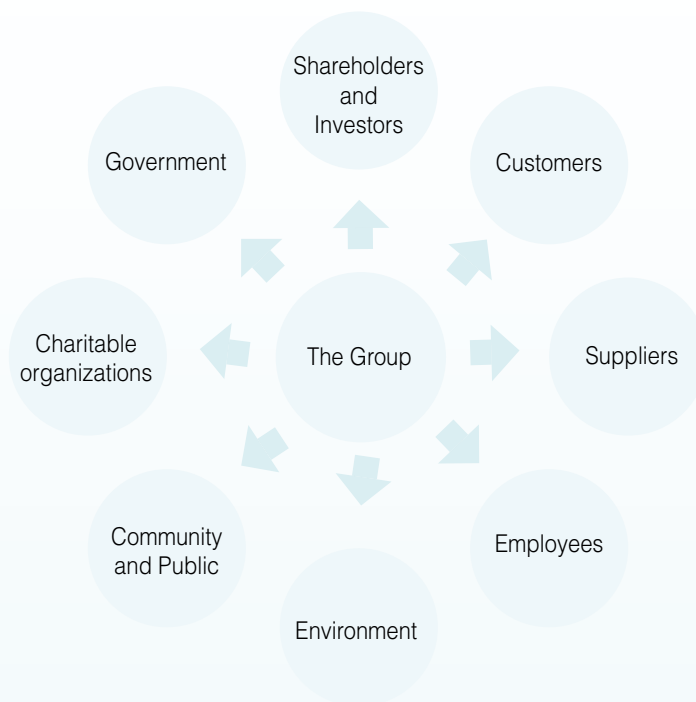 Shareholders
and
Investors
Government
Customers
Charitable
organizations
The Group
Suppliers
Community
and Public
Employees
Environment